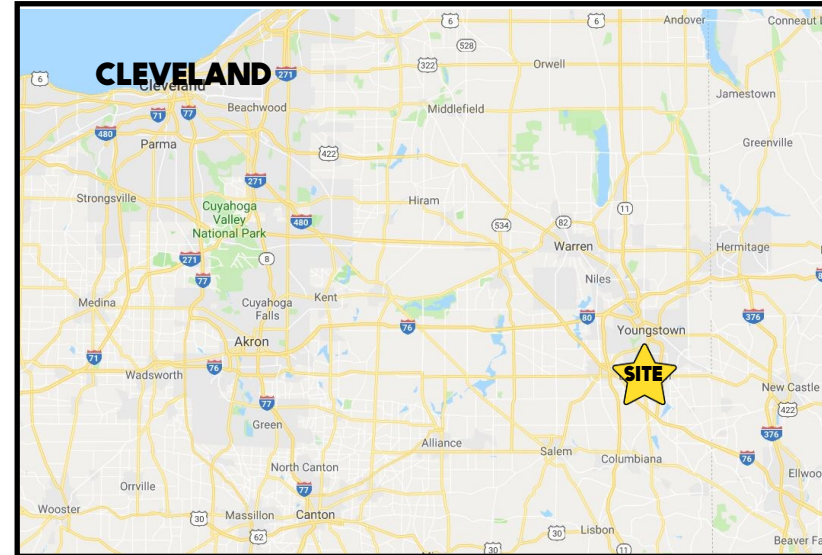 6
6
Andover
Conneaut L
528
CLEVELAND
271
322
Orwell
6
Cleveland
Jamestown
Beachwood
Middlefield
71
77
480
Parma
422
Greenville
271
Strongsville
Cuyahoga
Valley
National Park
Hiram
11
480
534
82
Warren
Hermitage
271
8
77
Niles
Medina
Cuyahoga
Falls
Kent
80
376
76
Youngstown
Akron
71
76
Wadsworth
SITE
New Castle
77
422
Green
376
Alliance
Salem
Columbiana
76
North Canton
Ellwoo
77
Orrville
Wooster
30
Massillon
Canton
62
30
Lisbon
Beaver Fa
30
11